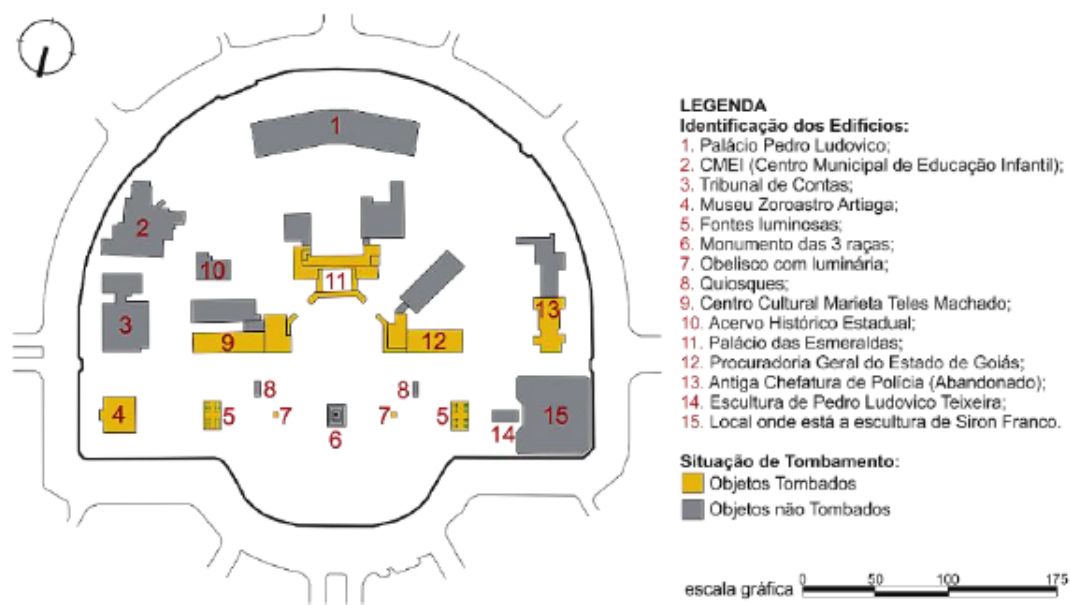 1
2
10
11
3
9
12
13
8
8
4
5
7
6
7
5
14
15
LEGENDA
Identificação dos Edifícios:
1. Palácio Pedro Ludovico;
2. CMEI (Centro Municipal de Educação Infantil);
3. Tribunal de Contas;
4. Museu Zoroastro Artiaga;
5. Fontes luminosas;
6. Monumento das 3 raças;
7. Obelisco com luminária;
8. Quiosques;
9. Centro Cultural Marieta Teles Machado;
10. Acervo Histórico Estadual;
11. Palácio das Esmeraldas;
12. Procuradoria Geral do Estado de Goiás;
13. Antiga Chefatura de Polícia (Abandonado);
14. Escultura de Pedro Ludovico Teixeira;
15. Local onde está a escultura de Siron Franco.
Situação de Tombamento:
Objetos Tombados
Objetos não Tombados
escala gráfica 0 50 100 175